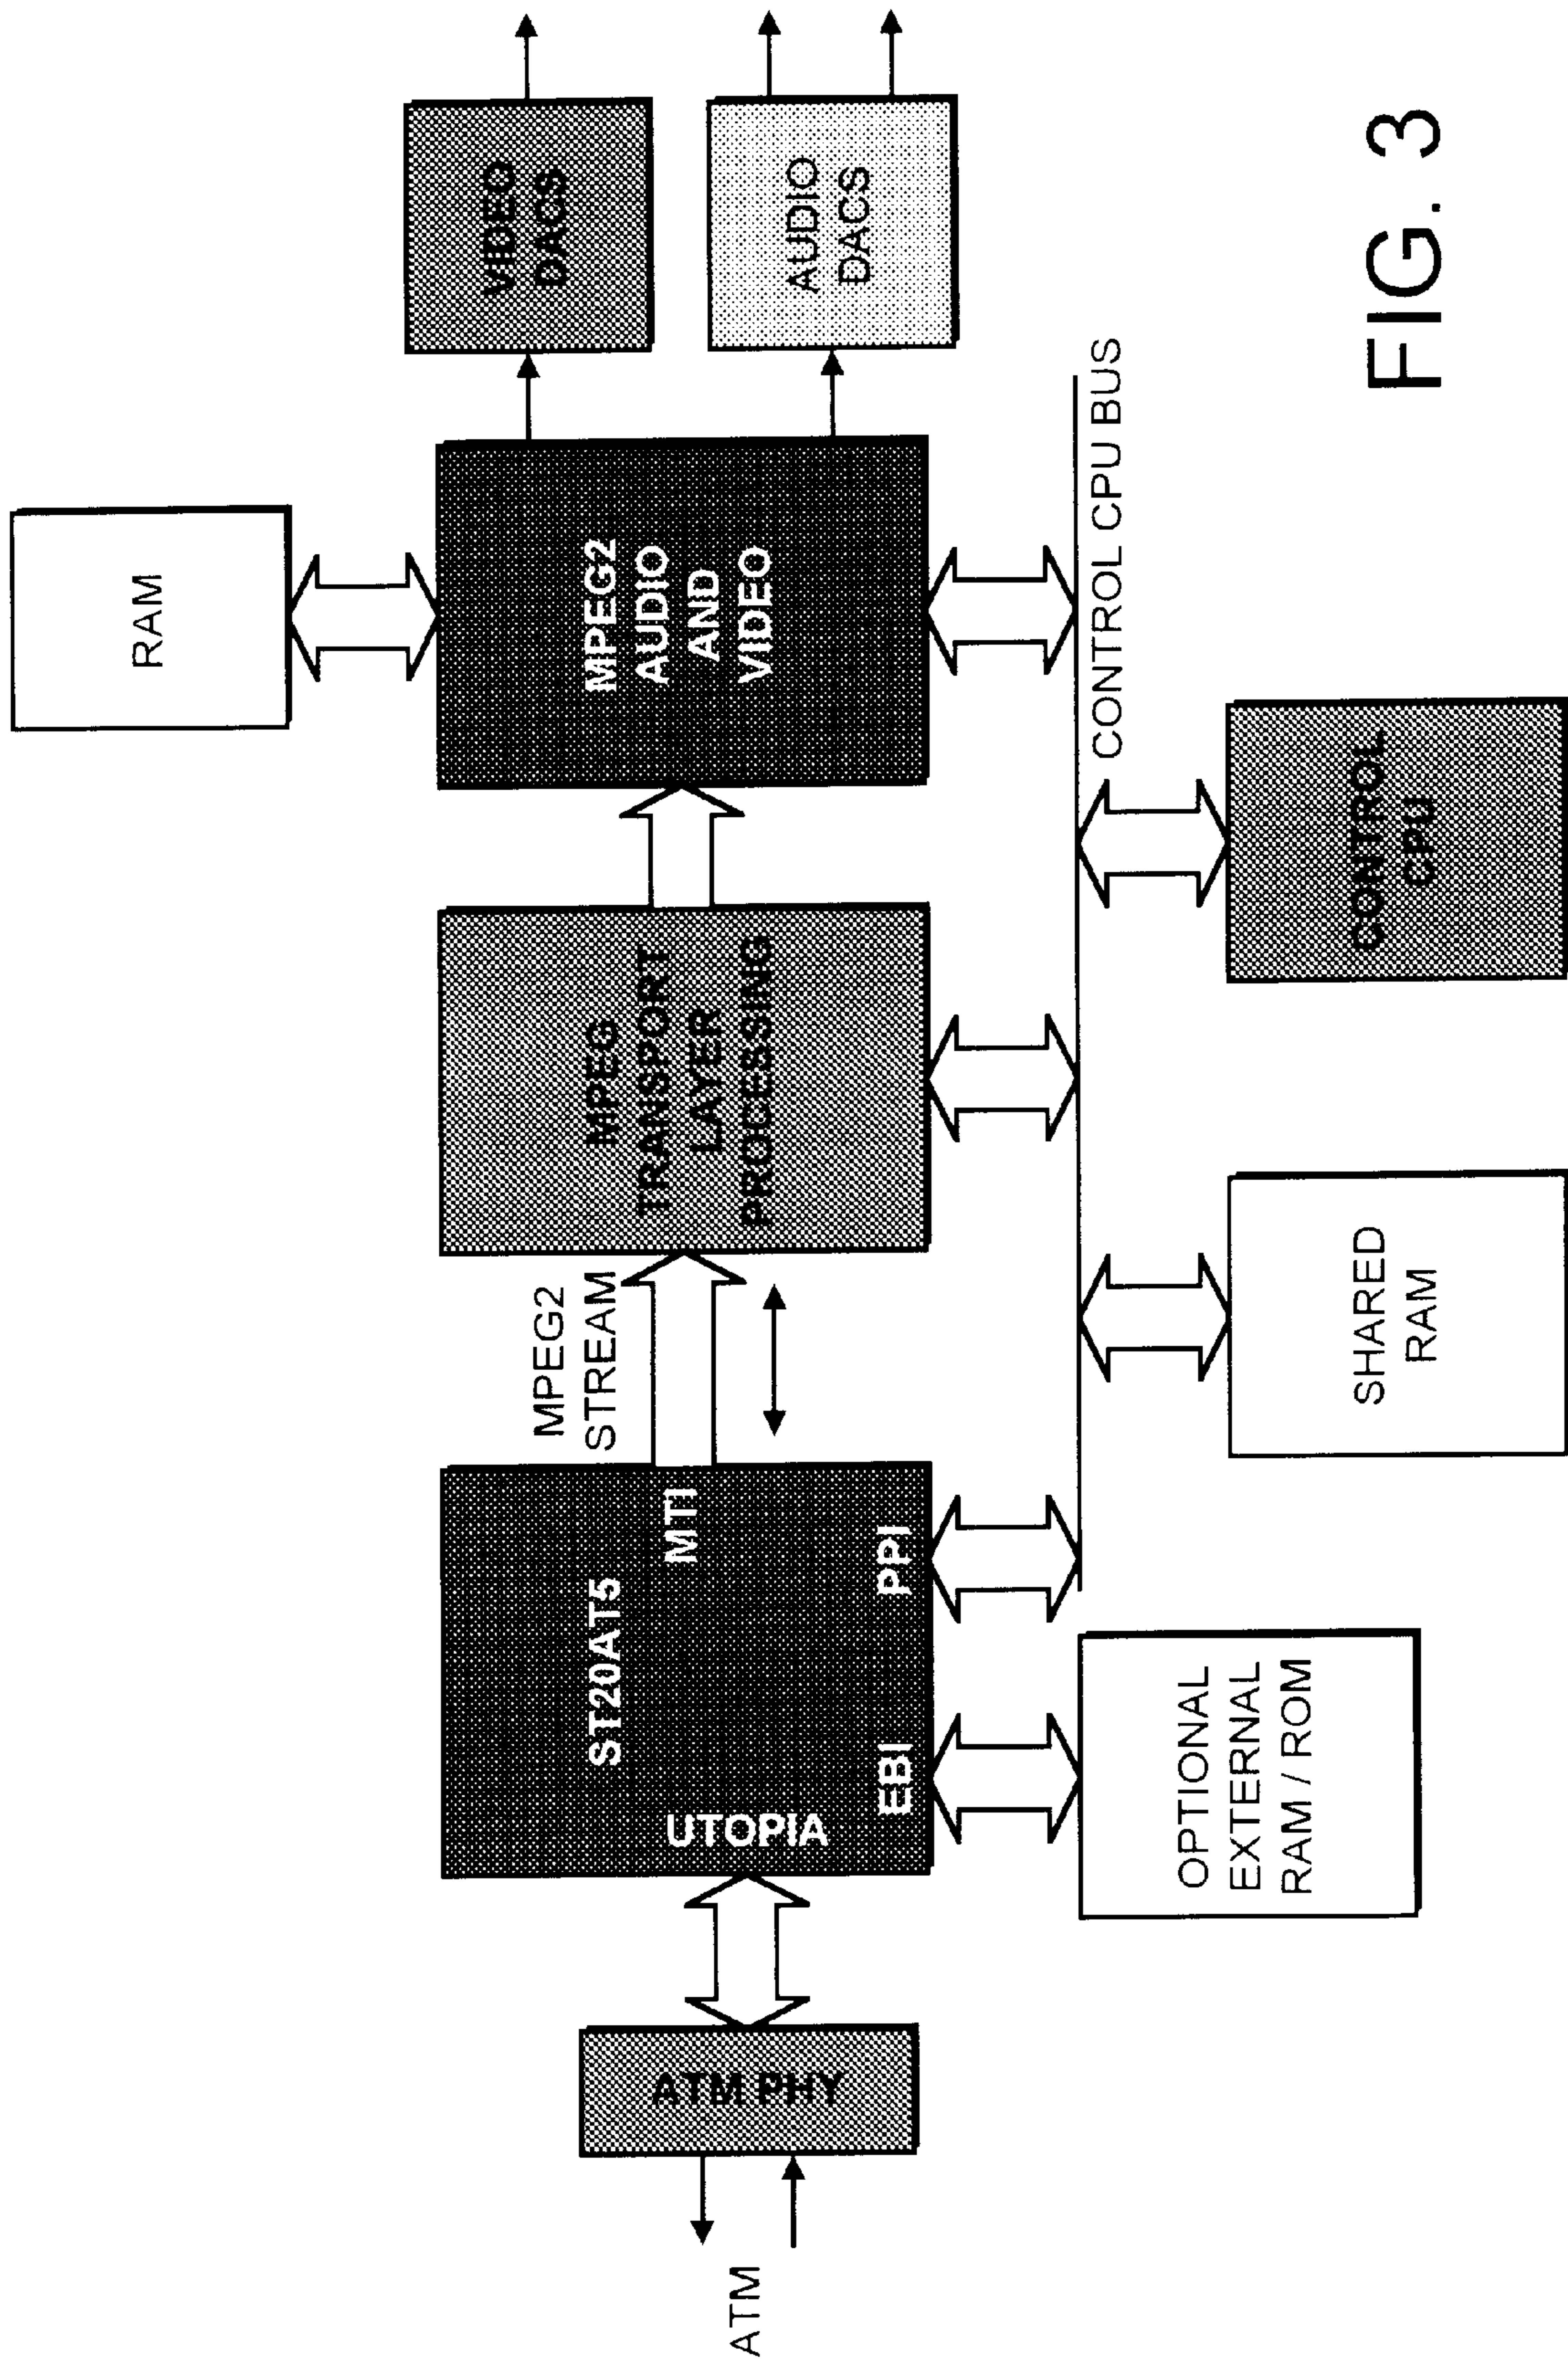 RAM
VIDEO
DACS
AUDIO
DACS
MPEG2
AUDIO
AND
VIDEO
MPEG
TRANSPORT
LAYER
PROCESSING
MPEG2
STREAM
ST20AT5
MTI
UTOPIA
EBI
PPI
ATM PHY
ATM
CONTROL CPU BUS
OPTIONAL
EXTERNAL
RAM / ROM
SHARED
RAM
CONTROL
CPU
FIG. 3